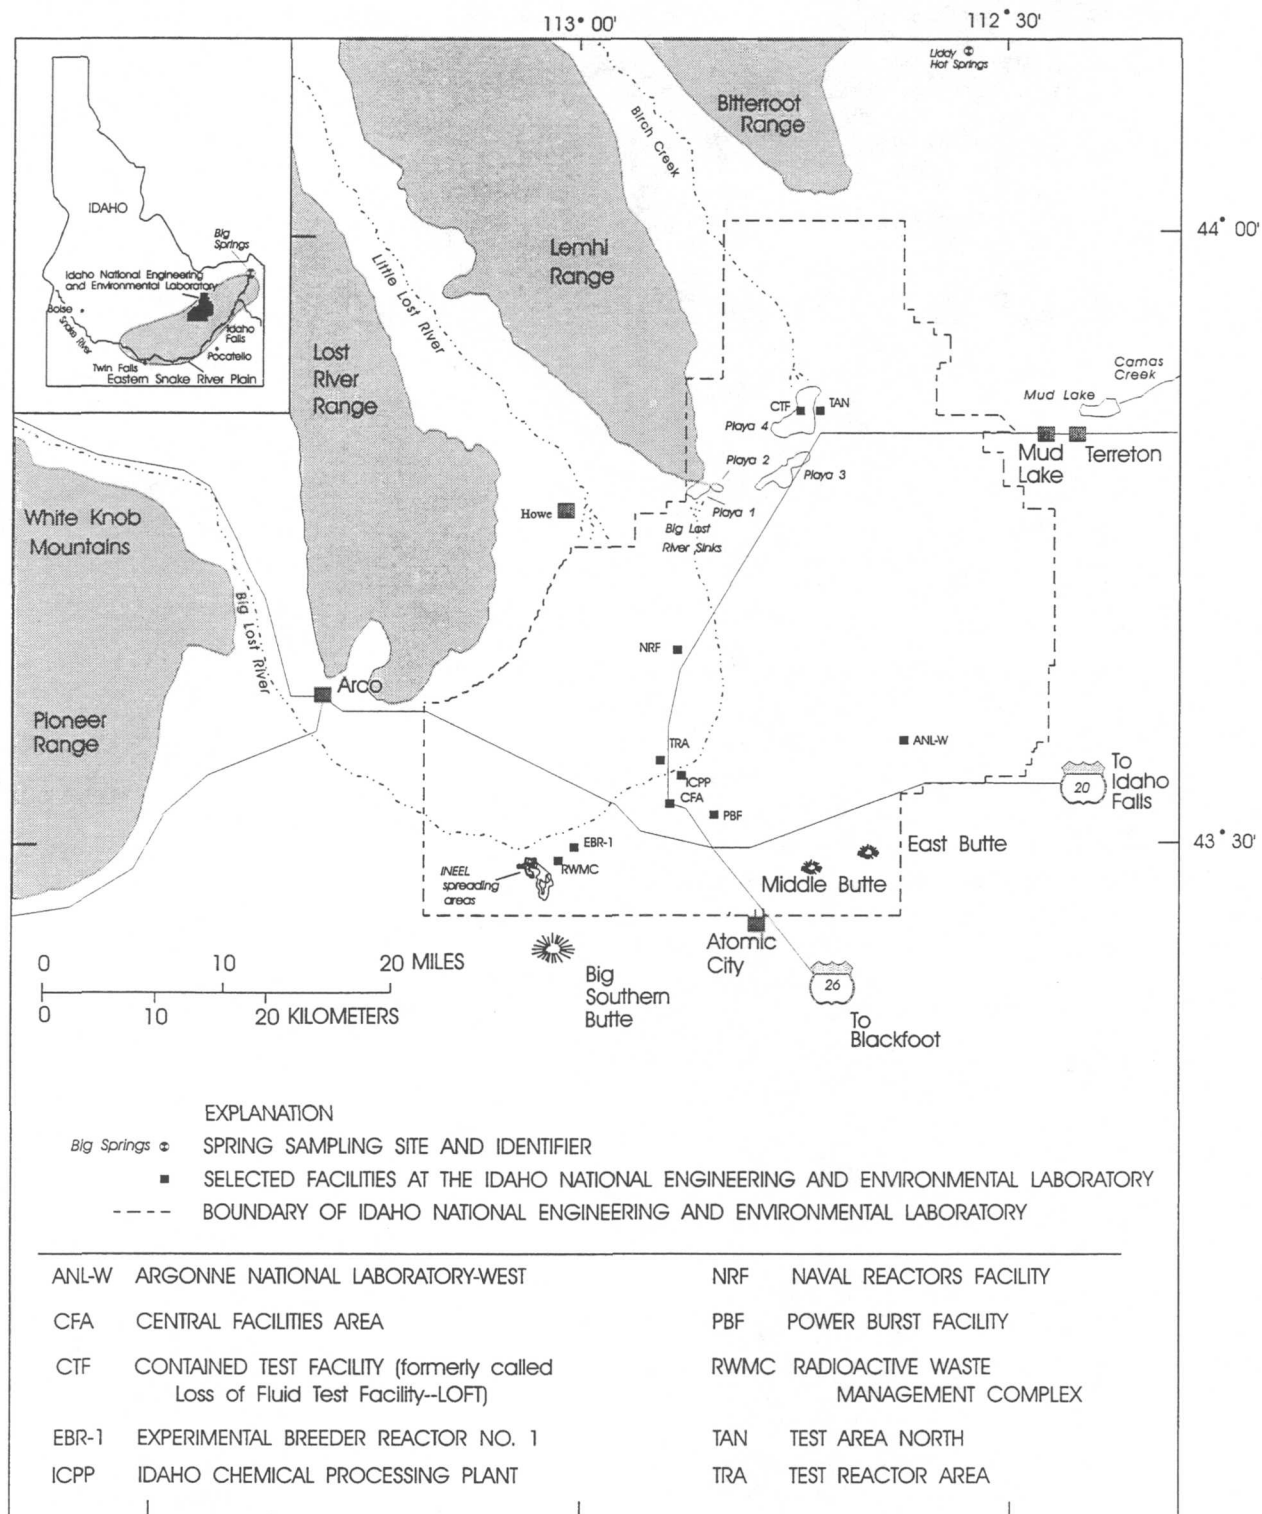 113° 00'
112° 30'
Liddy
Hot Springs
Bitterroot
Range
Birch Creek
IDAHO
Big
Springs
Idaho National Engineering
and Environmental Laboratory
Boise
Snake River
Idaho
Falls
Pocatello
Twin Falls
Eastern Snake River Plain
44° 00'
Lemhi
Range
Little Lost River
Lost
River
Range
Camas
Creek
Mud Lake
CTF
TAN
Playa 4
Mud
Lake
Terreton
Playa 2
Playa 3
Playa 1
Howe
Big Lost
River Sinks
White Knob
Mountains
Big Lost River
NRF
Arco
Pioneer
Range
TRA
ANL-W
ICPP
CFA
PBF
20
To
Idaho
Falls
43° 30'
EBR-1
RWMC
East Butte
INEEL
spreading
areas
Middle Butte
Atomic
City
0 10 20 MILES
0 10 20 KILOMETERS
Big
Southern
Butte
26
To
Blackfoot
EXPLANATION
Big Springs SPRING SAMPLING SITE AND IDENTIFIER
SELECTED FACILITIES AT THE IDAHO NATIONAL ENGINEERING AND ENVIRONMENTAL LABORATORY
BOUNDARY OF IDAHO NATIONAL ENGINEERING AND ENVIRONMENTAL LABORATORY
ANL-W ARGONNE NATIONAL LABORATORY-WEST
CFA CENTRAL FACILITIES AREA
CTF CONTAINED TEST FACILITY (formerly called
Loss of Fluid Test Facility--LOFT)
EBR-1 EXPERIMENTAL BREEDER REACTOR NO. 1
ICPP IDAHO CHEMICAL PROCESSING PLANT
NRF NAVAL REACTORS FACILITY
PBF POWER BURST FACILITY
RWMC RADIOACTIVE WASTE
MANAGEMENT COMPLEX
TAN TEST AREA NORTH
TRA TEST REACTOR AREA